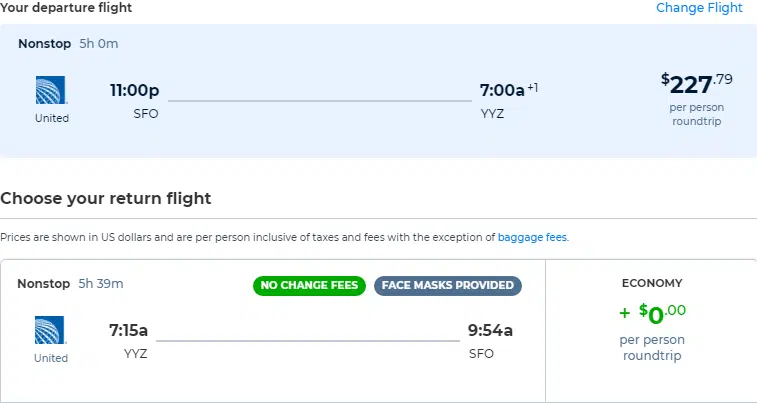 Your departure flight Change Flight
Nonstop 5h 0m
11:00p 7:00a+1 $227.79
United SFO YYZ per person
roundtrip
Choose your return flight
Prices are shown in US dollars and are per person inclusive of taxes and fees with the exception of baggage fees.
Nonstop 5h 39m NO CHANGE FEES FACE MASKS PROVIDED ECONOMY
7:15a 9:54a + $0.00
United YYZ SFO per person
roundtrip